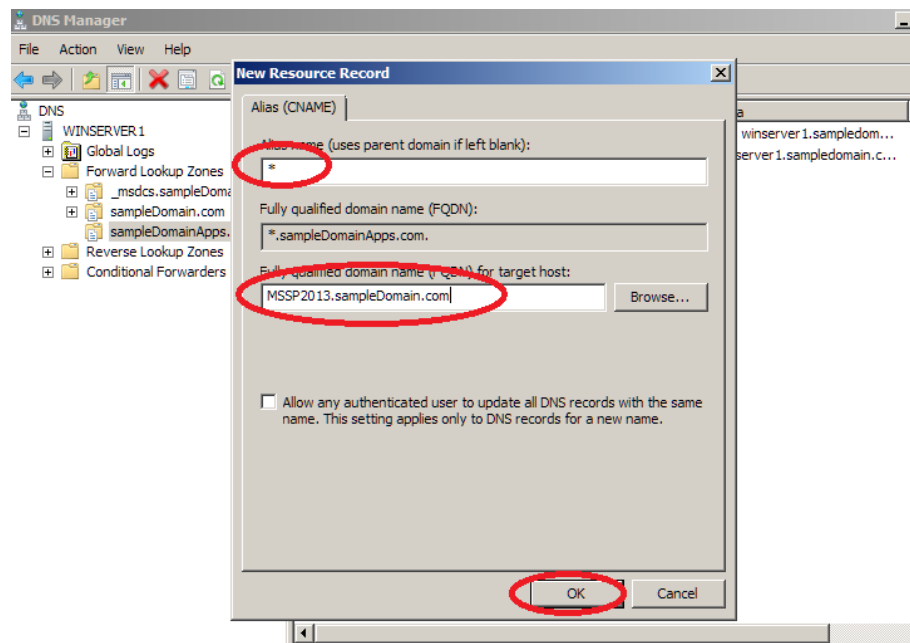 DNS Manager
File Action View Help
New Resource Record
Alias (CNAME)
Alias name (uses parent domain if left blank):
*
Fully qualified domain name (FQDN):
*.sampleDomainApps.com.
Fully qualified domain name (FQDN) for target host:
MSSP2013.sampleDomain.com
Browse...
Allow any authenticated user to update all DNS records with the same
name. This setting applies only to DNS records for a new name.
OK Cancel
DNS
WINSERVER1
Global Logs
Forward Lookup Zones
_msdcs.sampleDoma
sampleDomain.com
sampleDomainApps.
Reverse Lookup Zones
Conditional Forwarders
a
winserver1.sampledom...
server1.sampledomain.c...